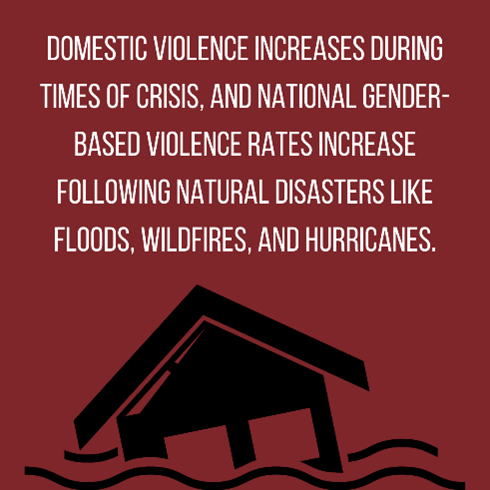 DOMESTIC VIOLENCE INCREASES DURING
TIMES OF CRISIS, AND NATIONAL GENDER-
BASED VIOLENCE RATES INCREASE
FOLLOWING NATURAL DISASTERS LIKE
FLOODS, WILDFIRES, AND HURRICANES.